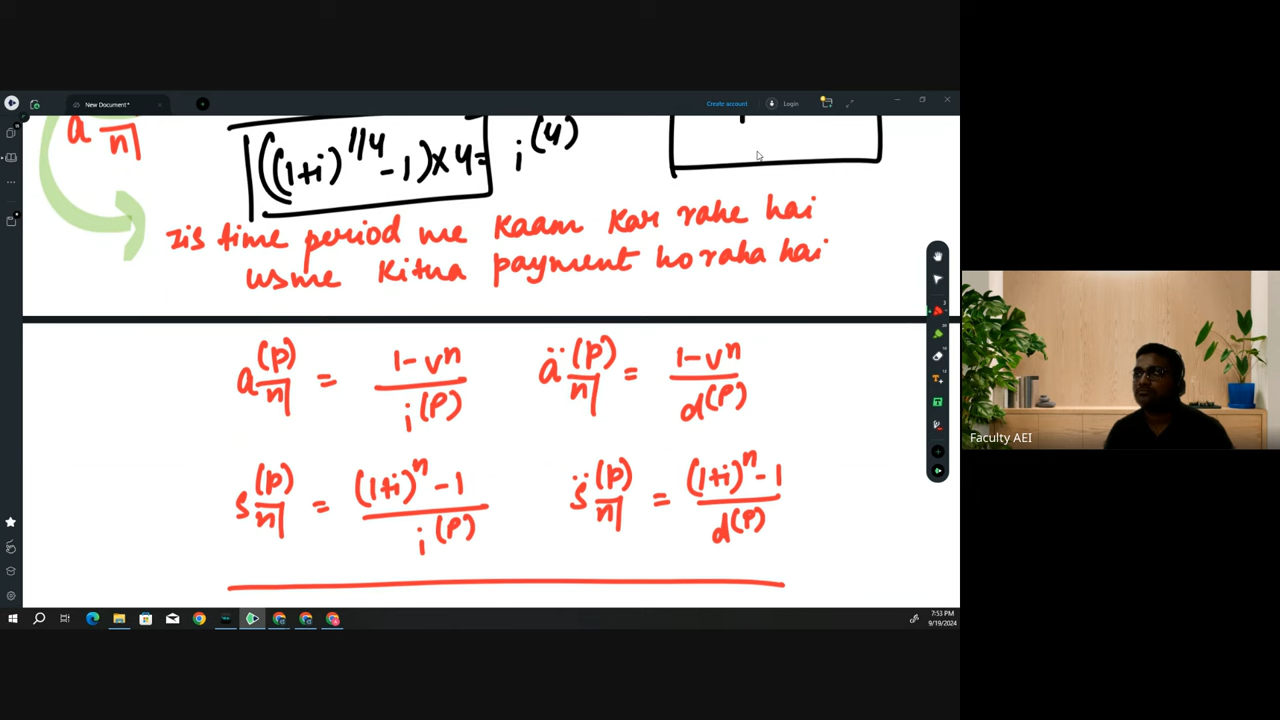 New Document*
Create account
Login
a n
((1+i)^1/4 - 1) x 4 = i^(4)
zis time period me kaam kar rahe hai
usme kitna payment ho raha hai
a^(p) n = 1-v^n / i^(p)
ä^(p) n = 1-v^n / d^(p)
s^(p) n = (1+i)^n - 1 / i^(p)
s̈^(p) n = (1+i)^n - 1 / d^(p)
Faculty AEI
7:53 PM
9/19/2024